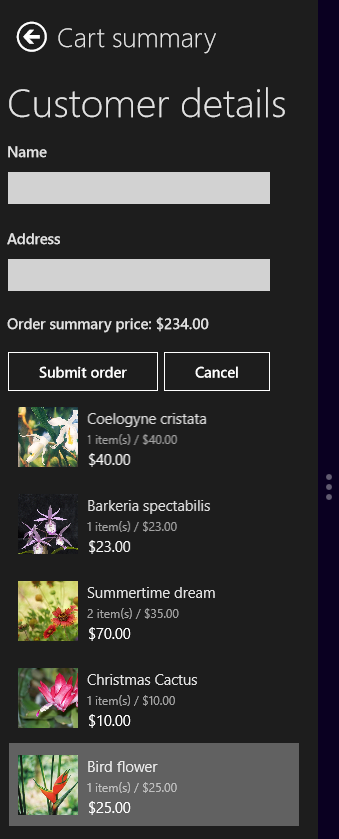 Cart summary
Customer details
Name
Address
Order summary price: $234.00
Submit order
Cancel
Coelogyne cristata
1 item(s) / $40.00
$40.00
Barkeria spectabilis
1 item(s) / $23.00
$23.00
Summertime dream
2 item(s) / $35.00
$70.00
Christmas Cactus
1 item(s) / $10.00
$10.00
Bird flower
1 item(s) / $25.00
$25.00